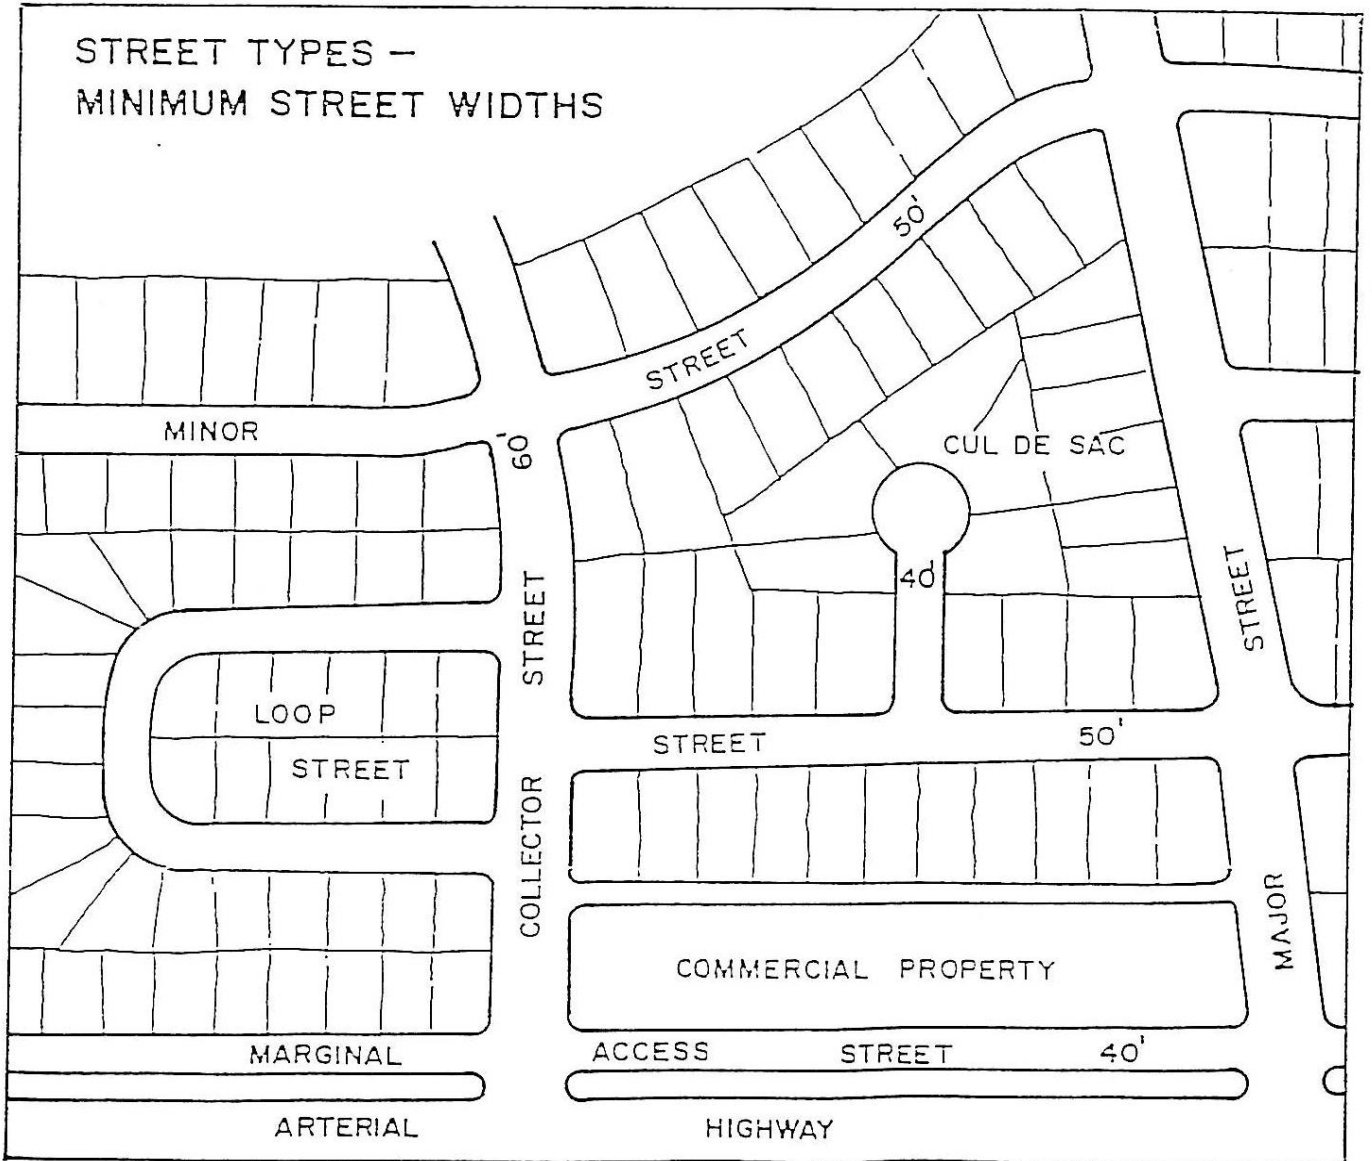 STREET TYPES –
MINIMUM STREET WIDTHS
50'
STREET
MINOR
60'
CUL DE SAC
40'
STREET
STREET
LOOP
STREET
STREET
50'
COLLECTOR
MAJOR
COMMERCIAL PROPERTY
MARGINAL ACCESS STREET 40'
ARTERIAL HIGHWAY